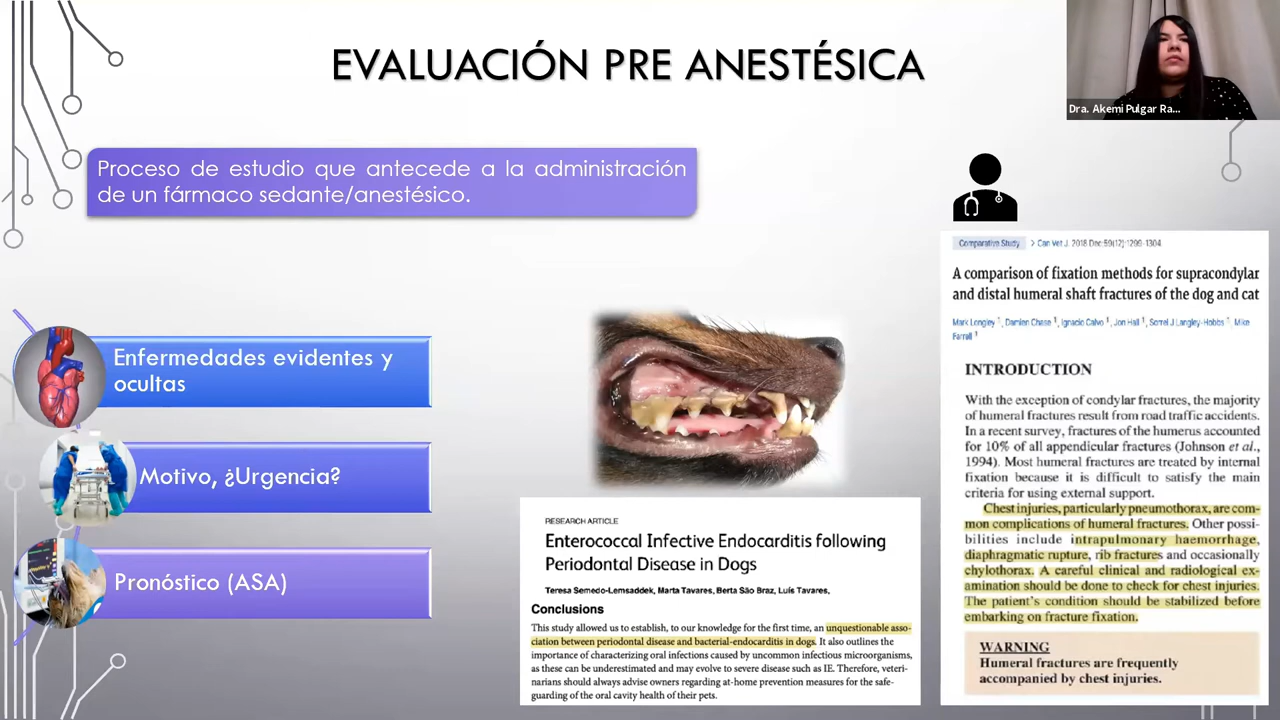 EVALUACIÓN PRE ANESTÉSICA
Dra. Akemi Pulgar Ra...
Proceso de estudio que antecede a la administración
de un fármaco sedante/anestésico.
Enfermedades evidentes y
ocultas
Motivo, ¿Urgencia?
Pronóstico (ASA)
RESEARCH ARTICLE
Enterococcal Infective Endocarditis following
Periodontal Disease in Dogs
Teresa Semedo-Lemsaddek, Marta Tavares, Berta São Braz, Luís Tavares,
Conclusions
This study allowed us to establish, to our knowledge for the first time, an unquestionable asso-
ciation between periodontal disease and bacterial-endocarditis in dogs. It also outlines the
importance of characterizing oral infections caused by uncommon infectious microorganisms,
as these can be underestimated and may evolve to severe disease such as IE. Therefore, veteri-
narians should always advise owners regarding at-home prevention measures for the safe-
guarding of the oral cavity health of their pets.
Comparative Study > Can Vet J. 2018 Dec;59(12):1299-1304.
A comparison of fixation methods for supracondylar
and distal humeral shaft fractures of the dog and cat
Mark Longley 1, Damien Chase 1, Ignacio Calvo 1, Jon Hall 1, Sorrel J Langley-Hobbs 1, Mike
Farrell 1
INTRODUCTION
With the exception of condylar fractures, the majority
of humeral fractures result from road traffic accidents.
In a recent survey, fractures of the humerus accounted
for 10% of all appendicular fractures (Johnson et al.,
1994). Most humeral fractures are treated by internal
fixation because it is difficult to satisfy the main
criteria for using external support.
Chest injuries, particularly pneumothorax, are com-
mon complications of humeral fractures. Other possi-
bilities include intrapulmonary haemorrhage,
diaphragmatic rupture, rib fractures and occasionally
chylothorax. A careful clinical and radiological ex-
amination should be done to check for chest injuries.
The patient's condition should be stabilized before
embarking on fracture fixation.
WARNING
Humeral fractures are frequently
accompanied by chest injuries.